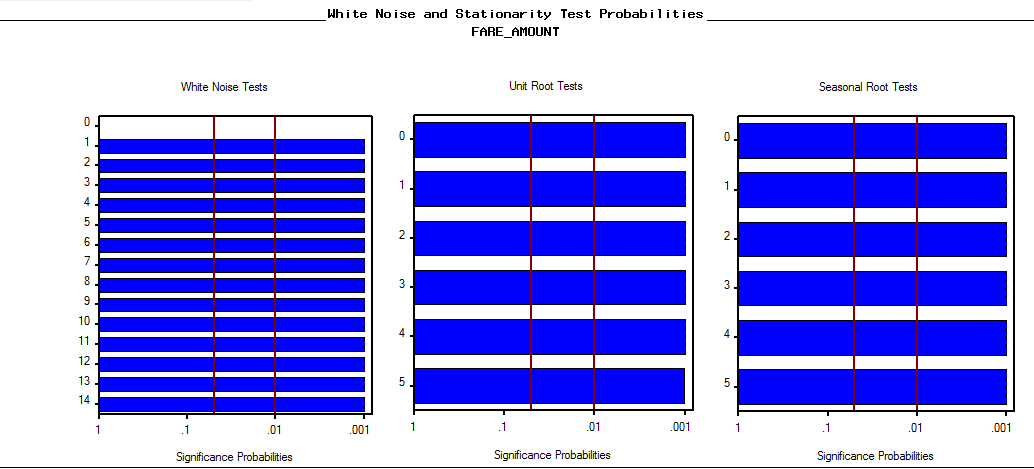 White Noise and Stationarity Test Probabilities
FARE_AMOUNT
White Noise Tests
0
1
2
3
4
5
6
7
8
9
10
11
12
13
14
1 .1 .01 .001
Significance Probabilities
Unit Root Tests
0
1
2
3
4
5
1 .1 .01 .001
Significance Probabilities
Seasonal Root Tests
0
1
2
3
4
5
1 .1 .01 .001
Significance Probabilities